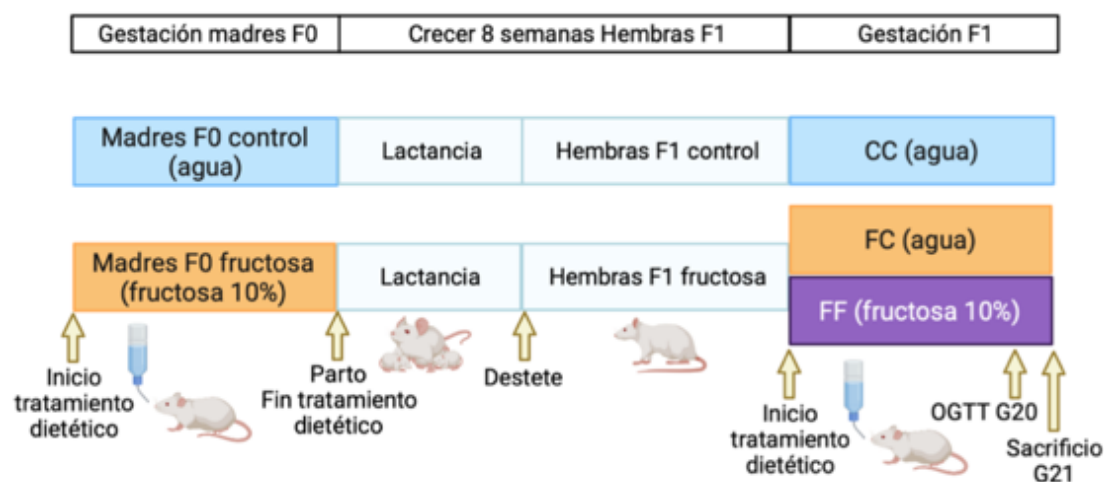 Gestación madres F0
Crecer 8 semanas Hembras F1
Gestación F1
Madres F0 control
(agua)
Lactancia
Hembras F1 control
CC (agua)
Madres F0 fructosa
(fructosa 10%)
Lactancia
Hembras F1 fructosa
FC (agua)
FF (fructosa 10%)
Inicio
tratamiento
dietético
Parto
Fin tratamiento
dietético
Destete
Inicio
tratamiento
dietético
OGTT G20
Sacrificio
G21